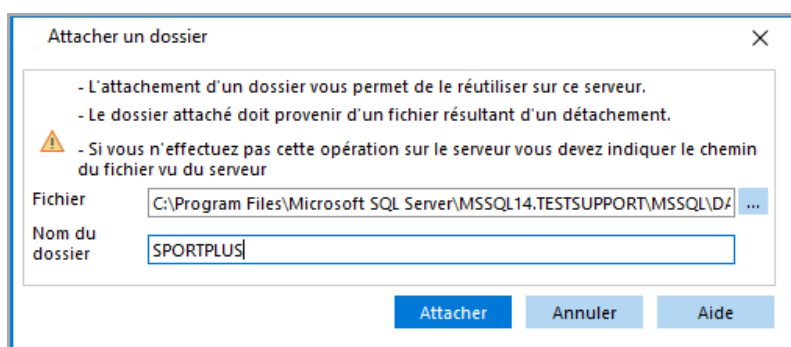 Attacher un dossier
- L'attachement d'un dossier vous permet de le réutiliser sur ce serveur.
- Le dossier attaché doit provenir d'un fichier résultant d'un détachement.
- Si vous n'effectuez pas cette opération sur le serveur vous devez indiquer le chemin
du fichier vu du serveur
Fichier
C:\Program Files\Microsoft SQL Server\MSSQL14.TESTSUPPORT\MSSQL\DA
...
Nom du
dossier
SPORTPLUS
Attacher
Annuler
Aide